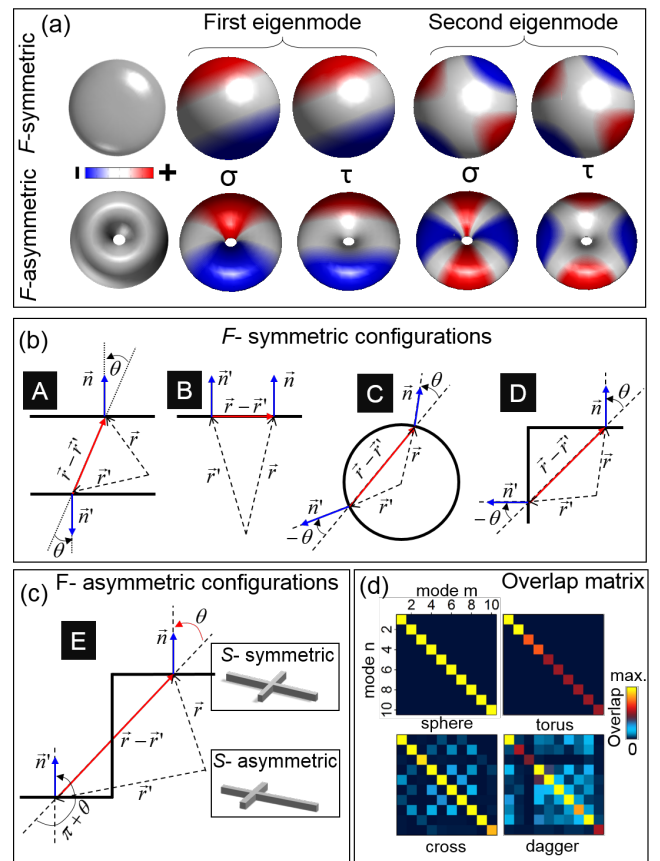 (a) First eigenmode Second eigenmode
F-symmetric
- + σ τ σ τ
F-asymmetric
(b) F- symmetric configurations
A B C D
θ n⃗ n⃗' n⃗ n⃗ θ n⃗ θ
r⃗ − r⃗' r⃗ r⃗ − r⃗' r⃗ − r⃗' r⃗ r⃗ − r⃗' r⃗
r⃗' r⃗' r⃗ n⃗' r⃗' n⃗' r⃗'
θ n⃗' −θ −θ
(c) F- asymmetric configurations
E
n⃗ θ
S- symmetric
r⃗
r⃗ − r⃗'
n⃗'
S- asymmetric
r⃗'
π + θ
(d) Overlap matrix
mode m
2 4 6 8 10
mode n
2
4
6
8
10
sphere torus
max.
Overlap
0
cross dagger